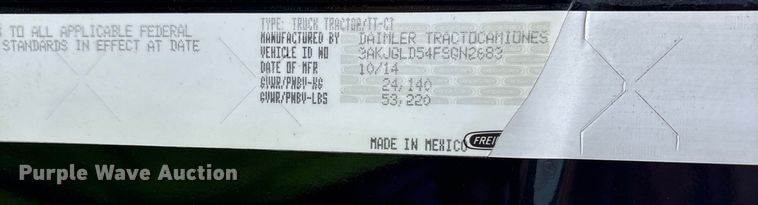 TO ALL APPLICABLE FEDERAL
STANDARDS IN EFFECT AT DATE
TYPE: TRUCK TRACTOR/TT-CT
MANUFACTURED BY DAIMLER TRACTOCAMIONES
VEHICLE ID NO 3AKJGLD54FSGN2683
DATE OF MFR 10/14
GVWR/PNBV-KG 24,140
GVWR/PNBV-LBS 53,220
MADE IN MEXICO FREI
Purple Wave Auction